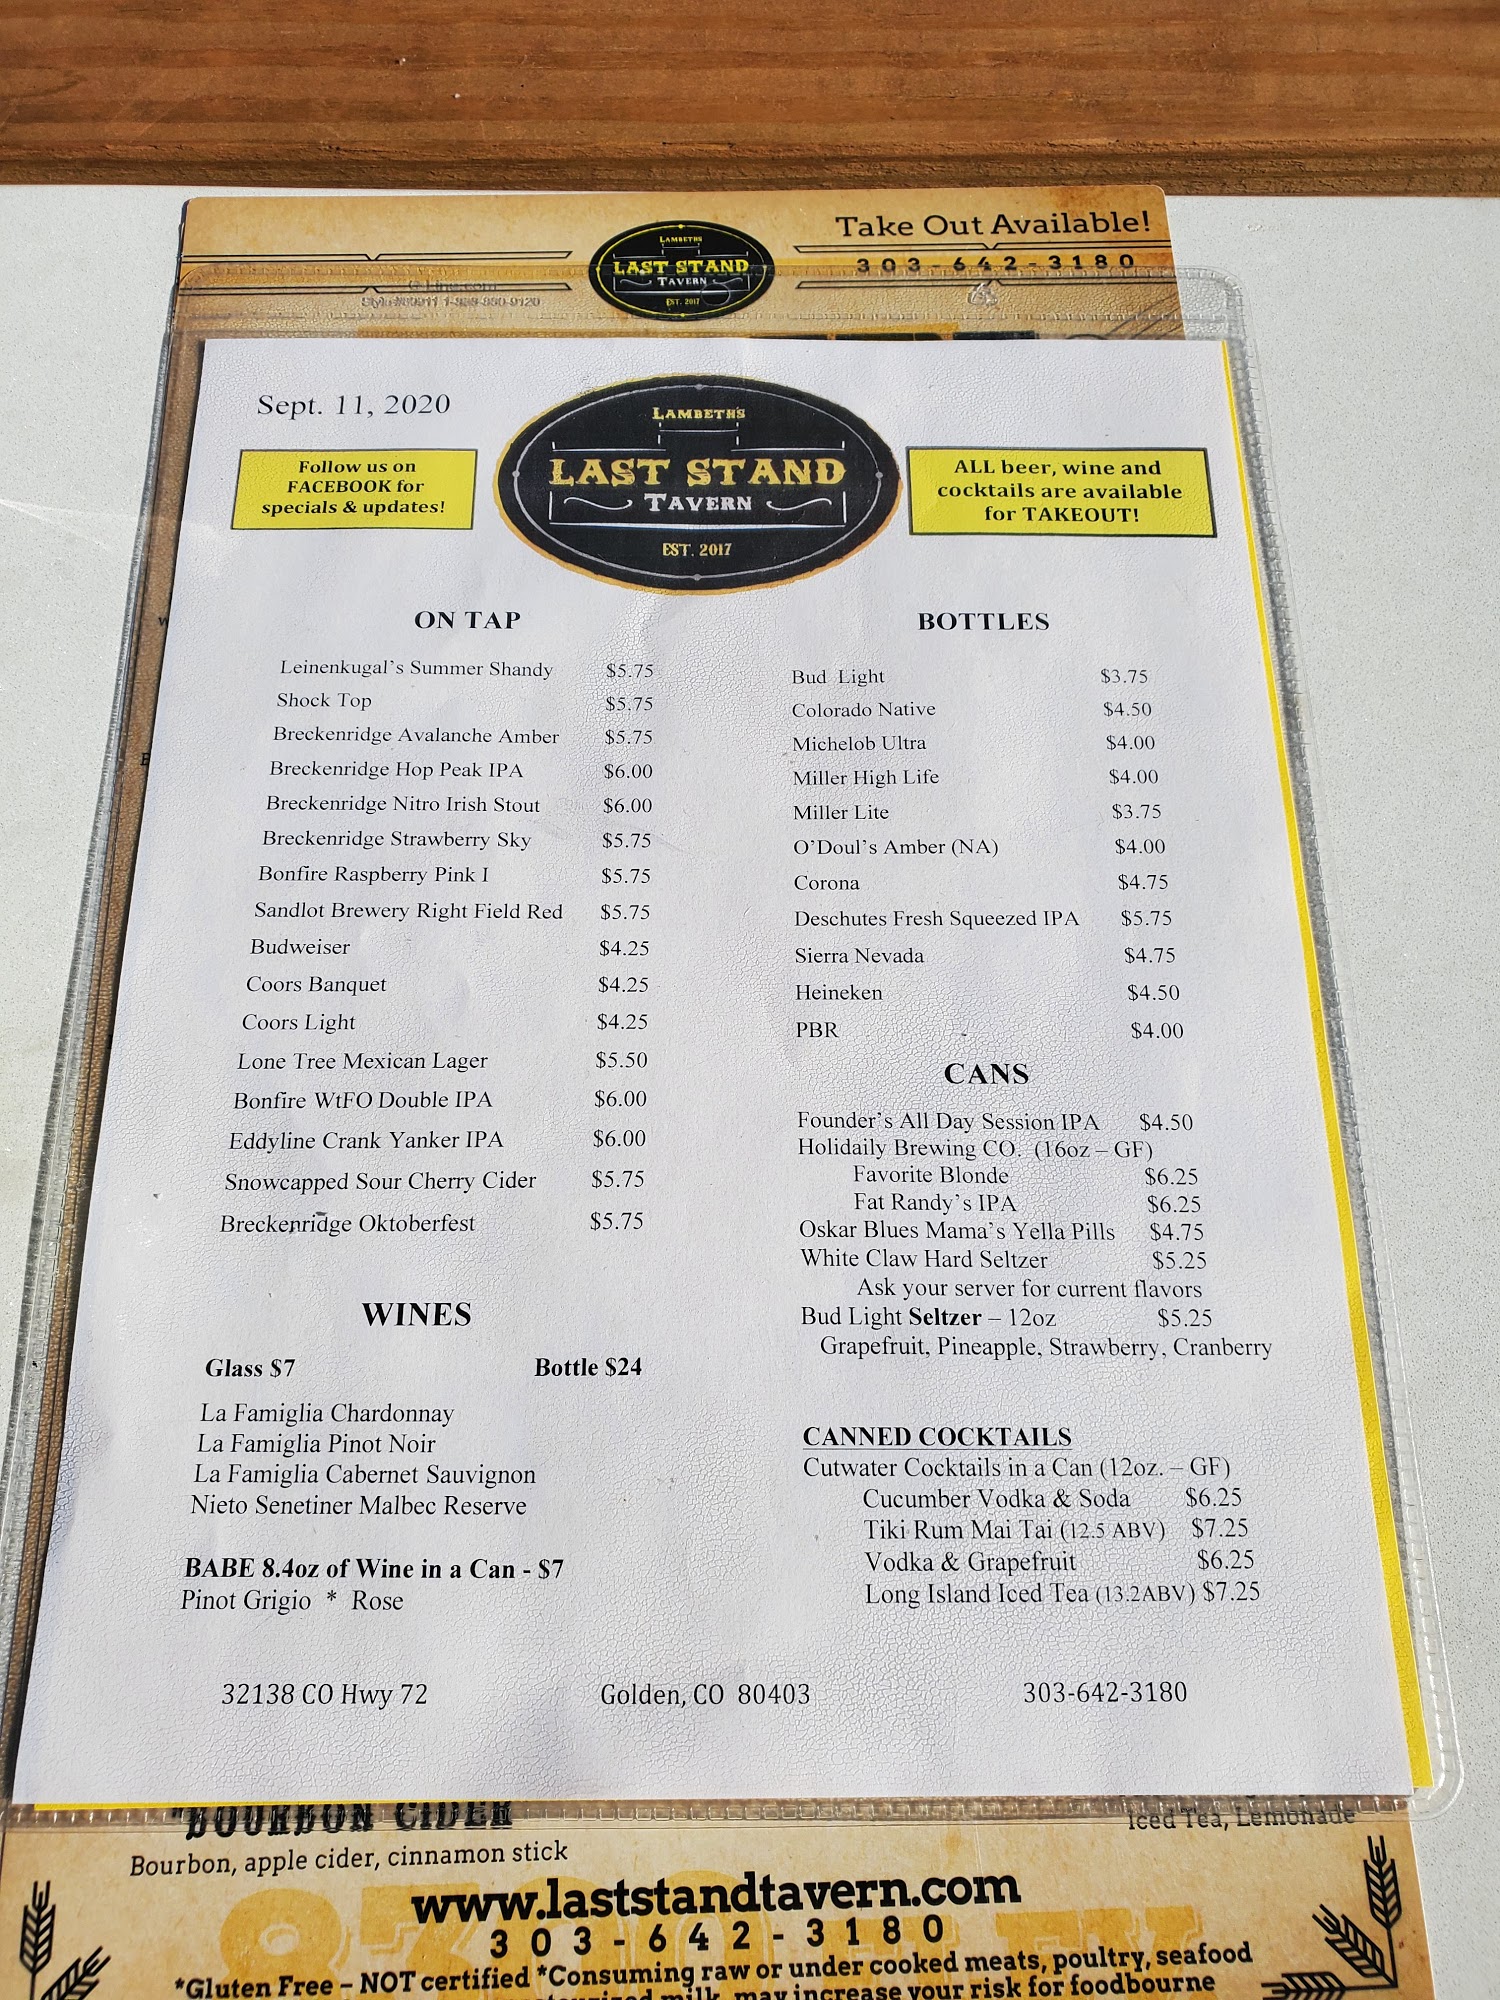 Take Out Available!
303-642-3180
LAMBETH'S
LAST STAND
TAVERN
EST. 2017
Sept. 11, 2020
Follow us on
FACEBOOK for
specials & updates!
LAMBETH'S
LAST STAND
TAVERN
EST. 2017
ALL beer, wine and
cocktails are available
for TAKEOUT!
ON TAP
Leinenkugal's Summer Shandy $5.75
Shock Top $5.75
Breckenridge Avalanche Amber $5.75
Breckenridge Hop Peak IPA $6.00
Breckenridge Nitro Irish Stout $6.00
Breckenridge Strawberry Sky $5.75
Bonfire Raspberry Pink I $5.75
Sandlot Brewery Right Field Red $5.75
Budweiser $4.25
Coors Banquet $4.25
Coors Light $4.25
Lone Tree Mexican Lager $5.50
Bonfire WtFO Double IPA $6.00
Eddyline Crank Yanker IPA $6.00
Snowcapped Sour Cherry Cider $5.75
Breckenridge Oktoberfest $5.75
WINES
Glass $7 Bottle $24
La Famiglia Chardonnay
La Famiglia Pinot Noir
La Famiglia Cabernet Sauvignon
Nieto Senetiner Malbec Reserve
BABE 8.4oz of Wine in a Can - $7
Pinot Grigio * Rose
BOTTLES
Bud Light $3.75
Colorado Native $4.50
Michelob Ultra $4.00
Miller High Life $4.00
Miller Lite $3.75
O'Doul's Amber (NA) $4.00
Corona $4.75
Deschutes Fresh Squeezed IPA $5.75
Sierra Nevada $4.75
Heineken $4.50
PBR $4.00
CANS
Founder's All Day Session IPA $4.50
Holidaily Brewing CO. (16oz – GF)
Favorite Blonde $6.25
Fat Randy's IPA $6.25
Oskar Blues Mama's Yella Pills $4.75
White Claw Hard Seltzer $5.25
Ask your server for current flavors
Bud Light Seltzer – 12oz $5.25
Grapefruit, Pineapple, Strawberry, Cranberry
CANNED COCKTAILS
Cutwater Cocktails in a Can (12oz. – GF)
Cucumber Vodka & Soda $6.25
Tiki Rum Mai Tai (12.5 ABV) $7.25
Vodka & Grapefruit $6.25
Long Island Iced Tea (13.2ABV) $7.25
32138 CO Hwy 72 Golden, CO 80403 303-642-3180
*BOURBON CIDER
Iced Tea, Lemonade
Bourbon, apple cider, cinnamon stick
www.laststandtavern.com
303-642-3180
*Gluten Free – NOT certified *Consuming raw or under cooked meats, poultry, seafood
milk, may increase your risk for foodbourne